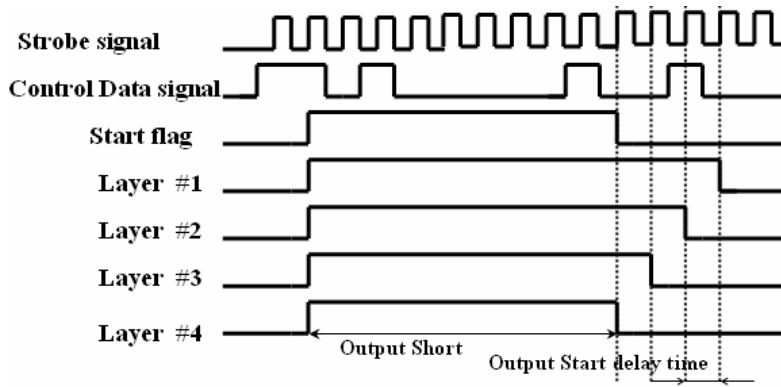 Strobe signal
Control Data signal
Start flag
Layer #1
Layer #2
Layer #3
Layer #4
Output Short
Output Start delay time